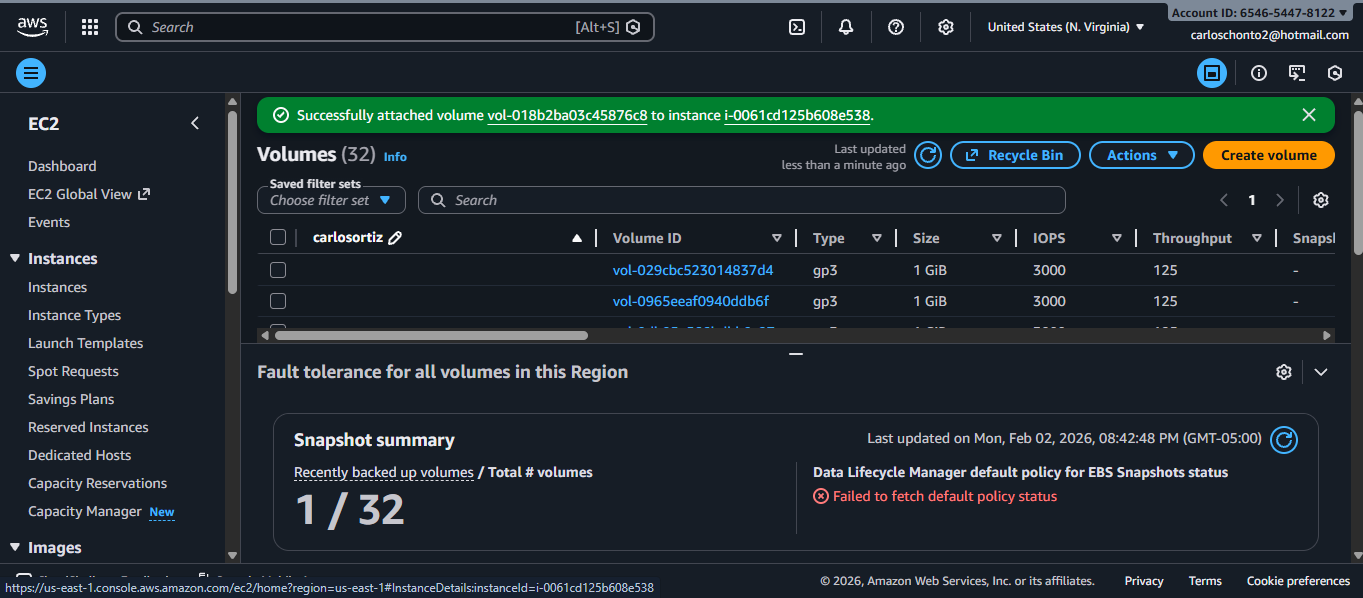 aws
Search [Alt+S]
United States (N. Virginia)
Account ID: 6546-5447-8122
carloschonto2@hotmail.com
EC2
Dashboard
EC2 Global View
Events
Instances
Instances
Instance Types
Launch Templates
Spot Requests
Savings Plans
Reserved Instances
Dedicated Hosts
Capacity Reservations
Capacity Manager New
Images
Successfully attached volume vol-018b2ba03c45876c8 to instance i-0061cd125b608e538.
Volumes (32) Info
Last updated
less than a minute ago
Recycle Bin
Actions
Create volume
Saved filter sets
Choose filter set
Search
1
carlosortiz Volume ID Type Size IOPS Throughput Snapsl
vol-029cbc523014837d4 gp3 1 GiB 3000 125 -
vol-0965eeaf0940ddb6f gp3 1 GiB 3000 125 -
Fault tolerance for all volumes in this Region
Snapshot summary
Last updated on Mon, Feb 02, 2026, 08:42:48 PM (GMT-05:00)
Recently backed up volumes / Total # volumes
1 / 32
Data Lifecycle Manager default policy for EBS Snapshots status
Failed to fetch default policy status
https://us-east-1.console.aws.amazon.com/ec2/home?region=us-east-1#InstanceDetails:instanceId=i-0061cd125b608e538
© 2026, Amazon Web Services, Inc. or its affiliates. Privacy Terms Cookie preferences